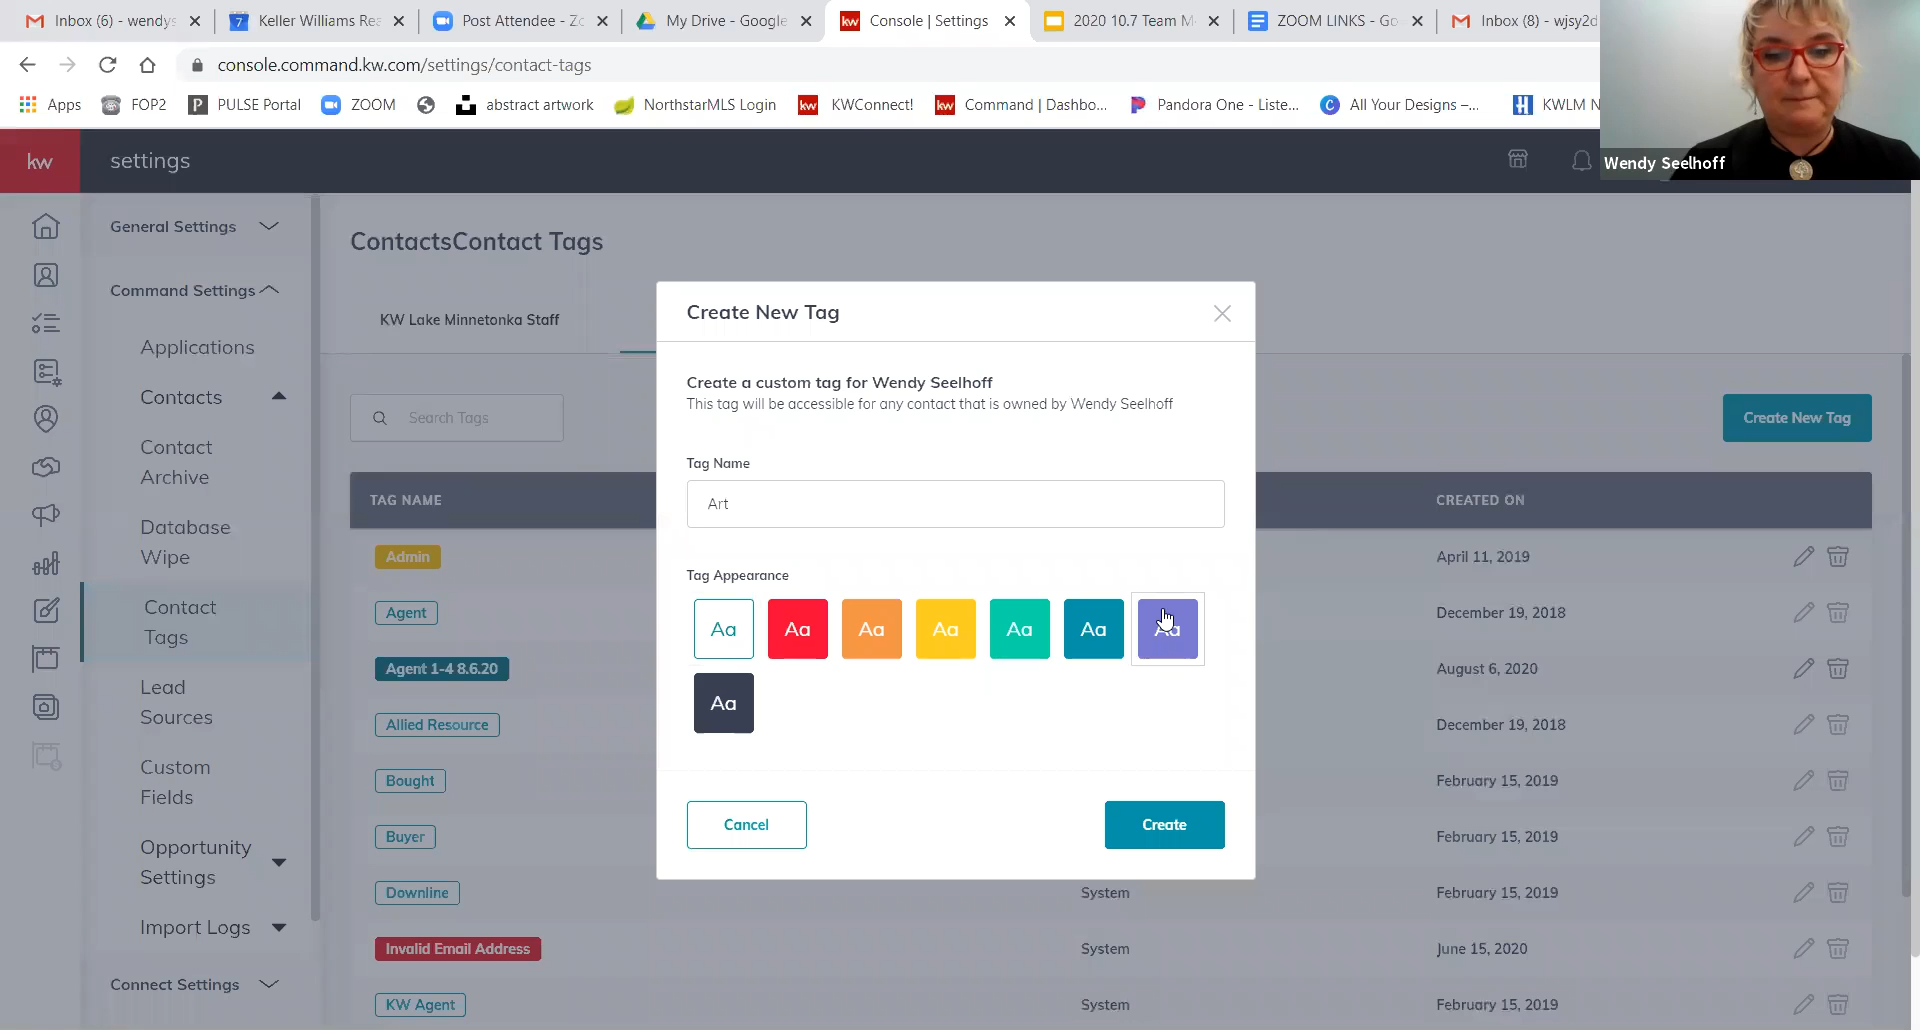 Inbox (6) - wendys
7 Keller Williams Rea
Post Attendee - Zo
My Drive - Google
kw Console | Settings
2020 10.7 Team M
ZOOM LINKS - Go
Inbox (8) - wjsy2d
console.command.kw.com/settings/contact-tags
Apps
FOP2
P PULSE Portal
ZOOM
abstract artwork
NorthstarMLS Login
kw KWConnect!
kw Command | Dashbo...
Pandora One - Liste...
C All Your Designs –...
KWLM N
Wendy Seelhoff
kw settings
General Settings
Command Settings
Applications
Contacts
Contact
Archive
Database
Wipe
Contact
Tags
Lead
Sources
Custom
Fields
Opportunity
Settings
Import Logs
Connect Settings
ContactsContact Tags
KW Lake Minnetonka Staff
Search Tags
Create New Tag
TAG NAME
CREATED ON
Admin
April 11, 2019
Agent
December 19, 2018
Agent 1-4 8.6.20
August 6, 2020
Allied Resource
December 19, 2018
Bought
February 15, 2019
Buyer
February 15, 2019
Downline
System
February 15, 2019
Invalid Email Address
System
June 15, 2020
KW Agent
System
February 15, 2019
Create New Tag
Create a custom tag for Wendy Seelhoff
This tag will be accessible for any contact that is owned by Wendy Seelhoff
Tag Name
Art
Tag Appearance
Aa Aa Aa Aa Aa Aa Aa
Aa
Cancel
Create